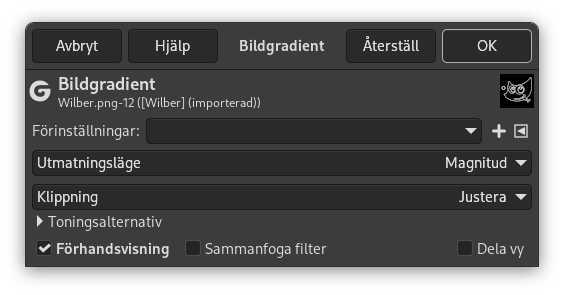 Avbryt Hjälp Bildgradient Återställ OK
Bildgradient
Wilber.png-12 ([Wilber] (importerad))
Förinställningar:
Utmatningsläge Magnitud
Klippning Justera
Toningsalternativ
Förhandsvisning Sammanfoga filter Dela vy